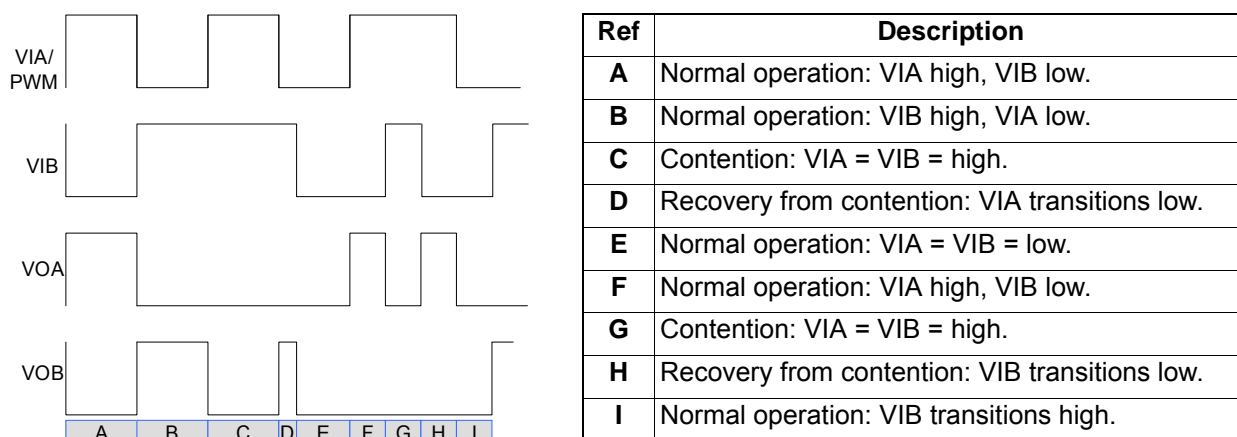 VIA/
PWM
VIB
VOA
VOB
A B C D E F G H I
Ref Description
A Normal operation: VIA high, VIB low.
B Normal operation: VIB high, VIA low.
C Contention: VIA = VIB = high.
D Recovery from contention: VIA transitions low.
E Normal operation: VIA = VIB = low.
F Normal operation: VIA high, VIB low.
G Contention: VIA = VIB = high.
H Recovery from contention: VIB transitions low.
I Normal operation: VIB transitions high.